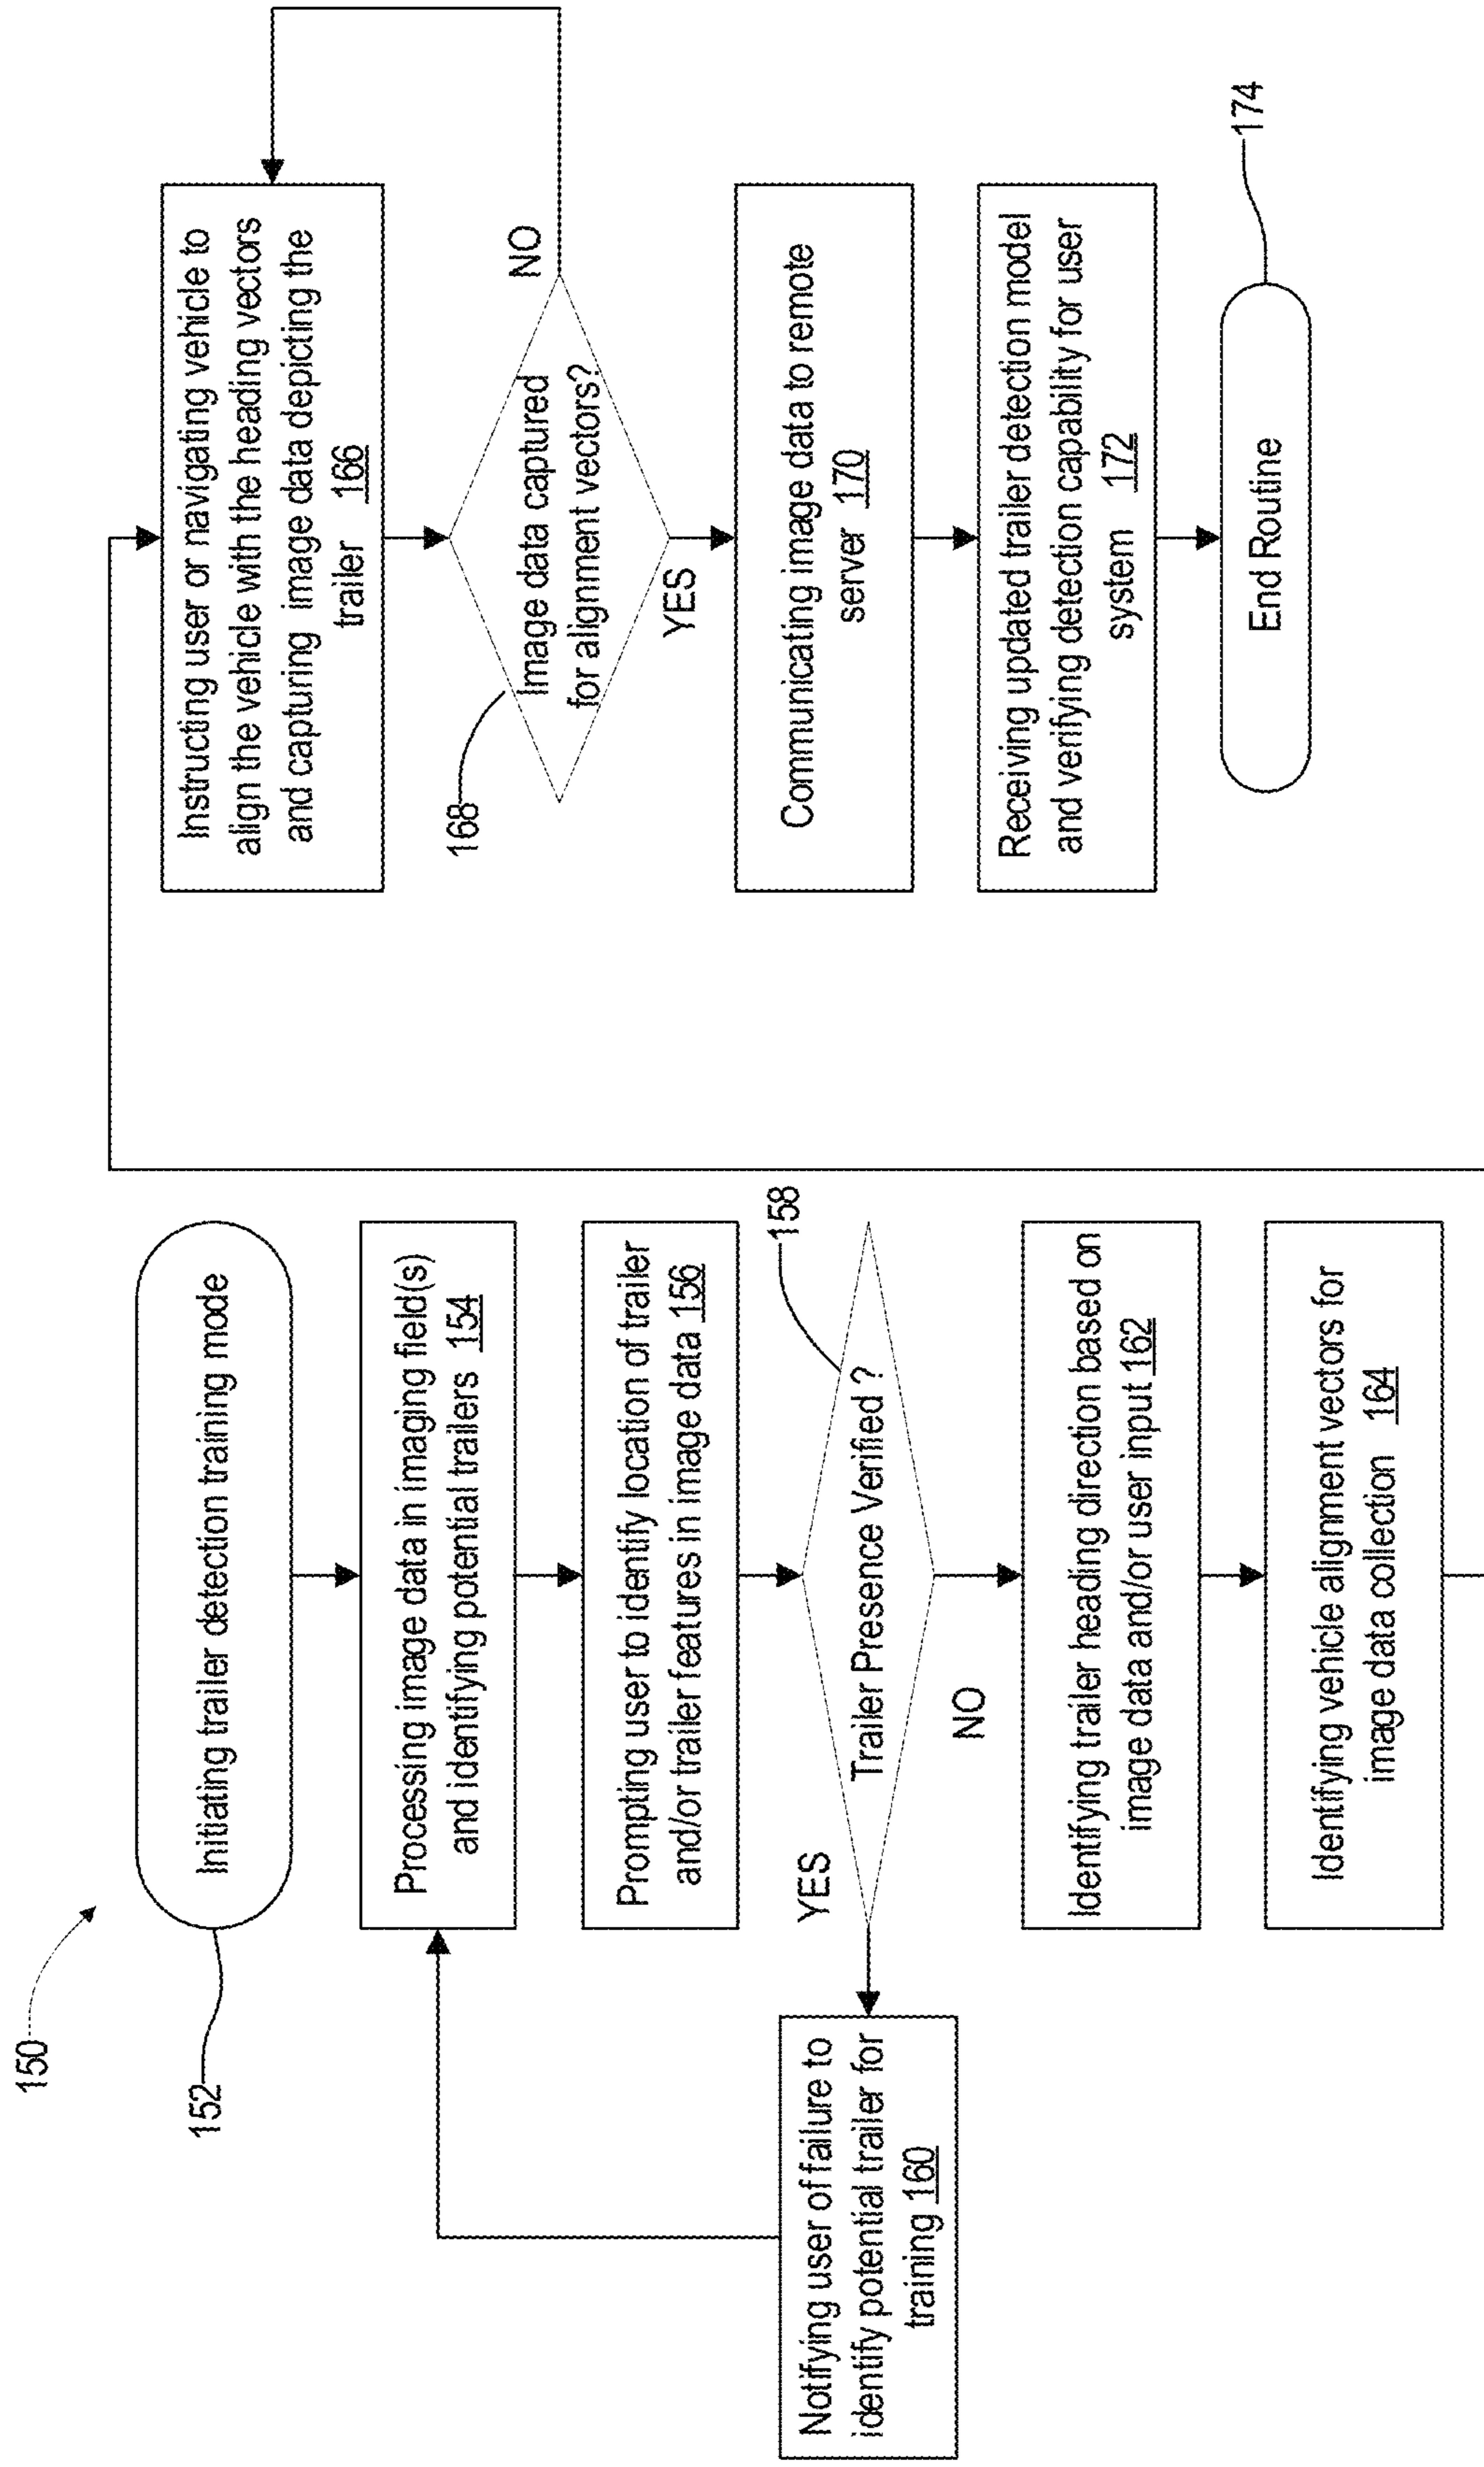 150
152
Initiating trailer detection training mode
Processing image data in imaging field(s)
and identifying potential trailers 154
Prompting user to identify location of trailer
and/or trailer features in image data 156
158
Trailer Presence Verified ?
YES
NO
Notifying user of failure to
identify potential trailer for
training 160
Identifying trailer heading direction based on
image data and/or user input 162
Identifying vehicle alignment vectors for
image data collection 164
Instructing user or navigating vehicle to
align the vehicle with the heading vectors
and capturing image data depicting the
trailer 166
168
Image data captured
for alignment vectors?
NO
YES
Communicating image data to remote
server 170
Receiving updated trailer detection model
and verifying detection capability for user
system 172
174
End Routine